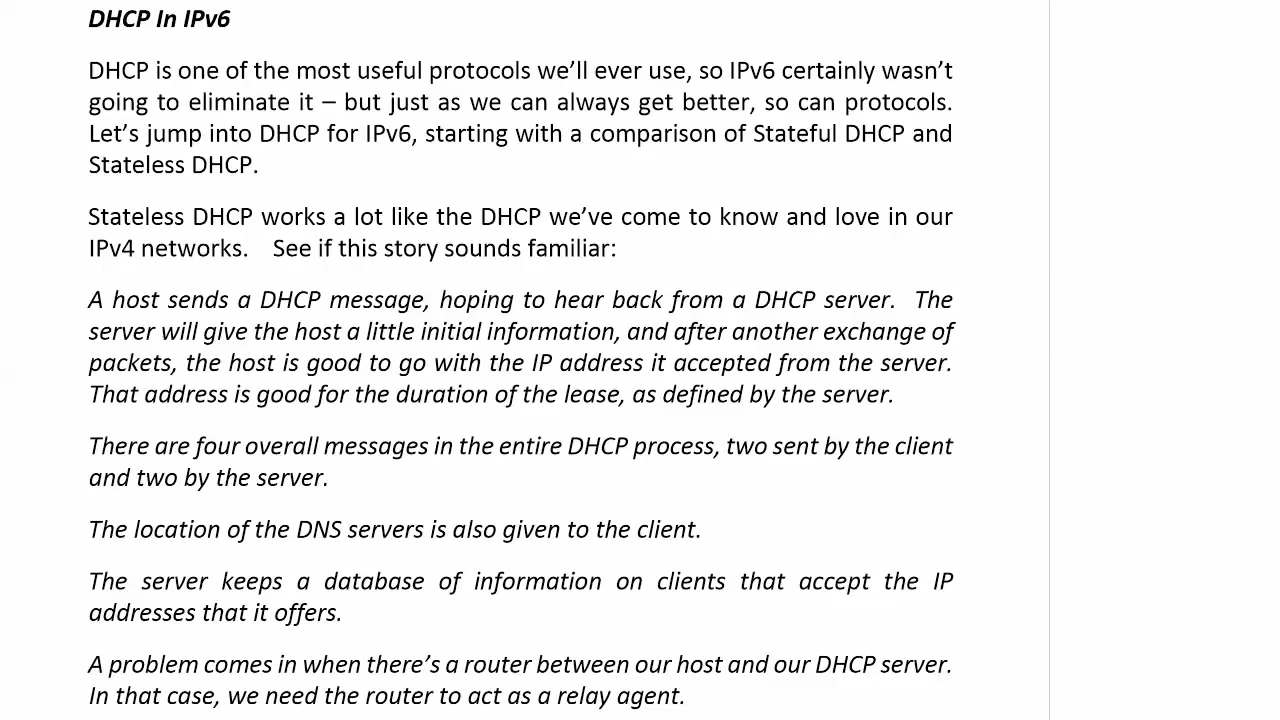 DHCP In IPv6
DHCP is one of the most useful protocols we’ll ever use, so IPv6 certainly wasn’t
going to eliminate it – but just as we can always get better, so can protocols.
Let’s jump into DHCP for IPv6, starting with a comparison of Stateful DHCP and
Stateless DHCP.
Stateless DHCP works a lot like the DHCP we’ve come to know and love in our
IPv4 networks. See if this story sounds familiar:
A host sends a DHCP message, hoping to hear back from a DHCP server. The
server will give the host a little initial information, and after another exchange of
packets, the host is good to go with the IP address it accepted from the server.
That address is good for the duration of the lease, as defined by the server.
There are four overall messages in the entire DHCP process, two sent by the client
and two by the server.
The location of the DNS servers is also given to the client.
The server keeps a database of information on clients that accept the IP
addresses that it offers.
A problem comes in when there’s a router between our host and our DHCP server.
In that case, we need the router to act as a relay agent.